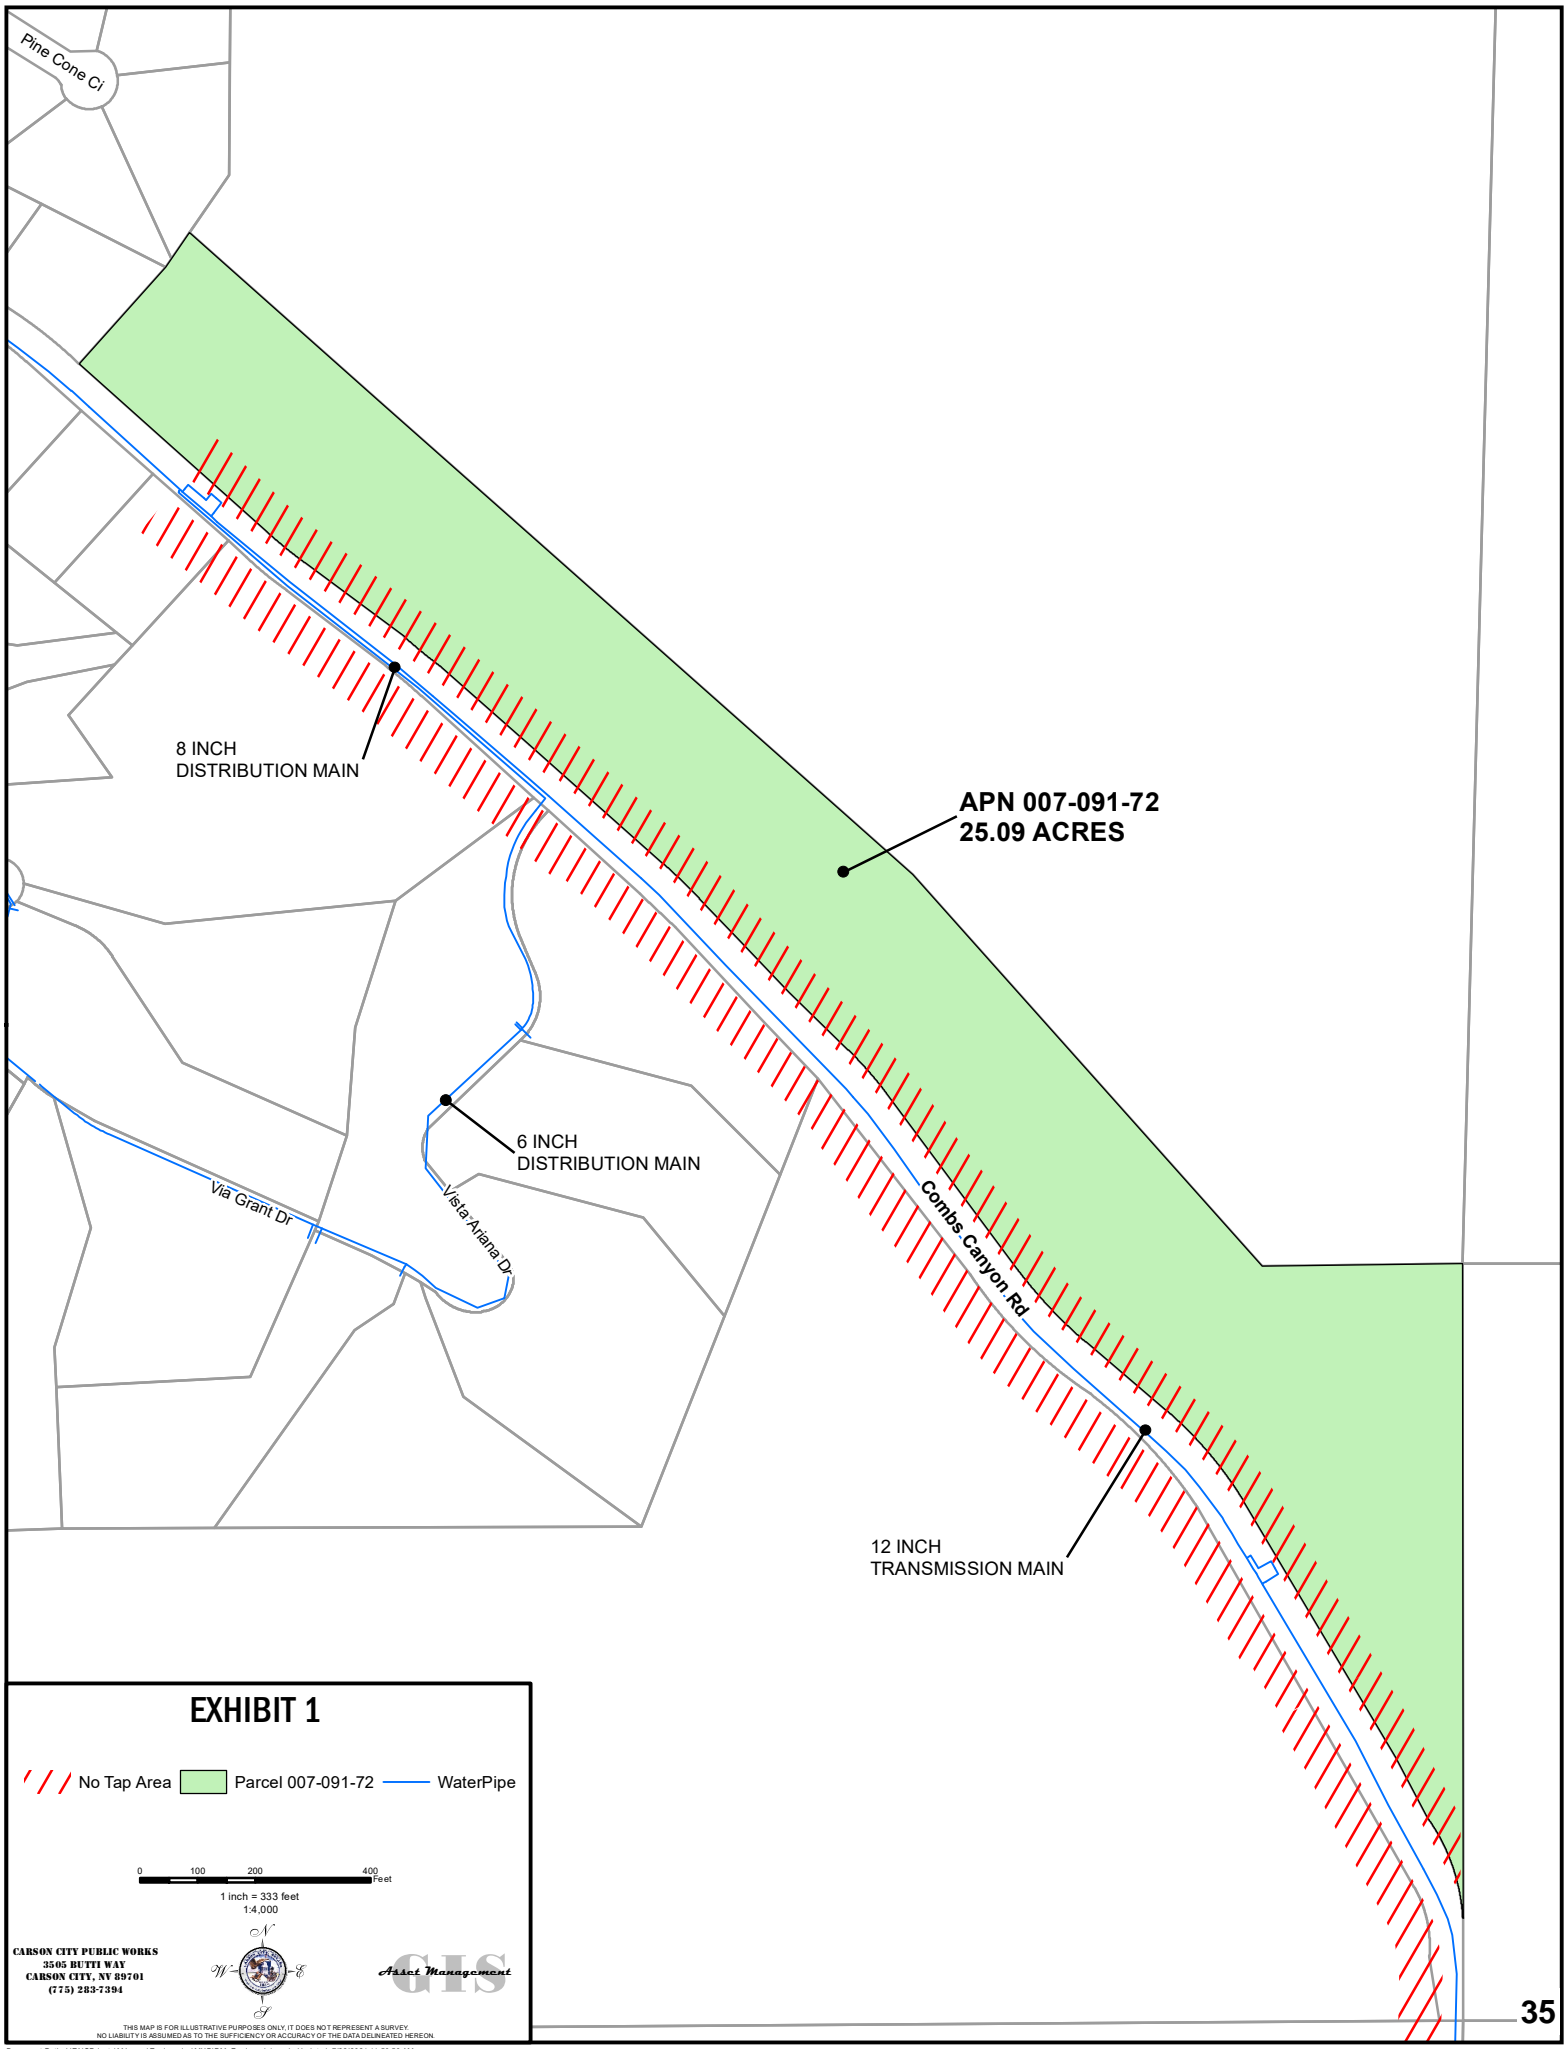 Pine Cone Ci
8 INCH
DISTRIBUTION MAIN
APN 007-091-72
25.09 ACRES
6 INCH
DISTRIBUTION MAIN
Via Grant Dr
Vista Ariana Dr
Combs Canyon Rd
12 INCH
TRANSMISSION MAIN
EXHIBIT 1
No Tap Area
Parcel 007-091-72
WaterPipe
0 100 200 400
Feet
1 inch = 333 feet
1:4,000
N
W
E
S
CARSON CITY PUBLIC WORKS
3505 BUTTI WAY
CARSON CITY, NV 89701
(775) 283-7394
GIS
Asset Management
THIS MAP IS FOR ILLUSTRATIVE PURPOSES ONLY, IT DOES NOT REPRESENT A SURVEY.
NO LIABILITY IS ASSUMED AS TO THE SUFFICIENCY OR ACCURACY OF THE DATA DELINEATED HEREON.
35